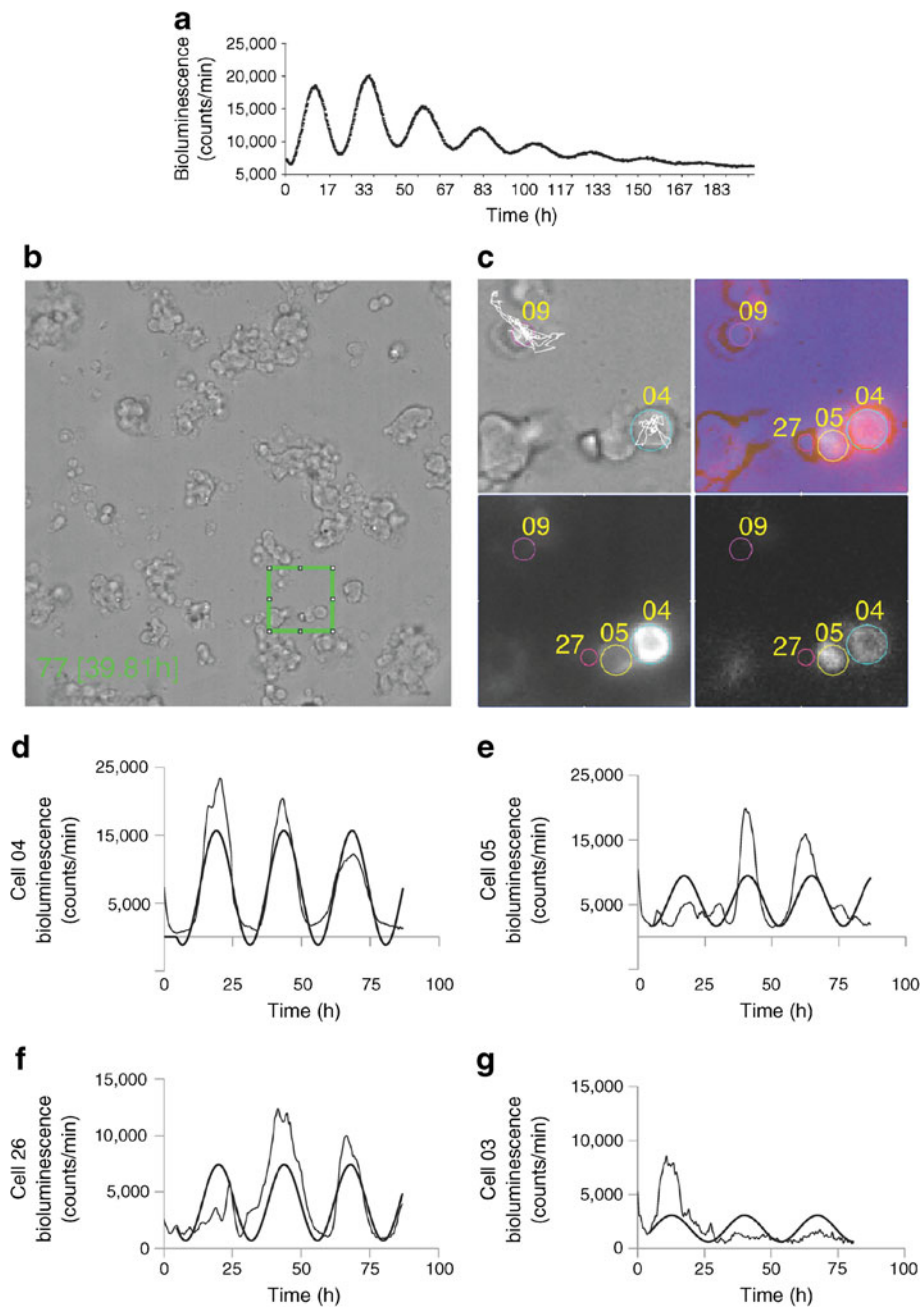 a
Bioluminescence
(counts/min)
25,000
20,000
15,000
10,000
5,000
0 17 33 50 67 83 100 117 133 150 167 183
Time (h)
b
77 [39.61h]
c
09
04
09
04
05
27
09
04
05
27
09
04
05
27
d
Cell 04
bioluminescence
(counts/min)
25,000
15,000
5,000
0 25 50 75 100
Time (h)
e
Cell 05
bioluminescence
(counts/min)
25,000
15,000
5,000
0 25 50 75 100
Time (h)
f
Cell 26
bioluminescence
(counts/min)
15,000
10,000
5,000
0
0 25 50 75 100
Time (h)
g
Cell 03
bioluminescence
(counts/min)
15,000
10,000
5,000
0
0 25 50 75 100
Time (h)